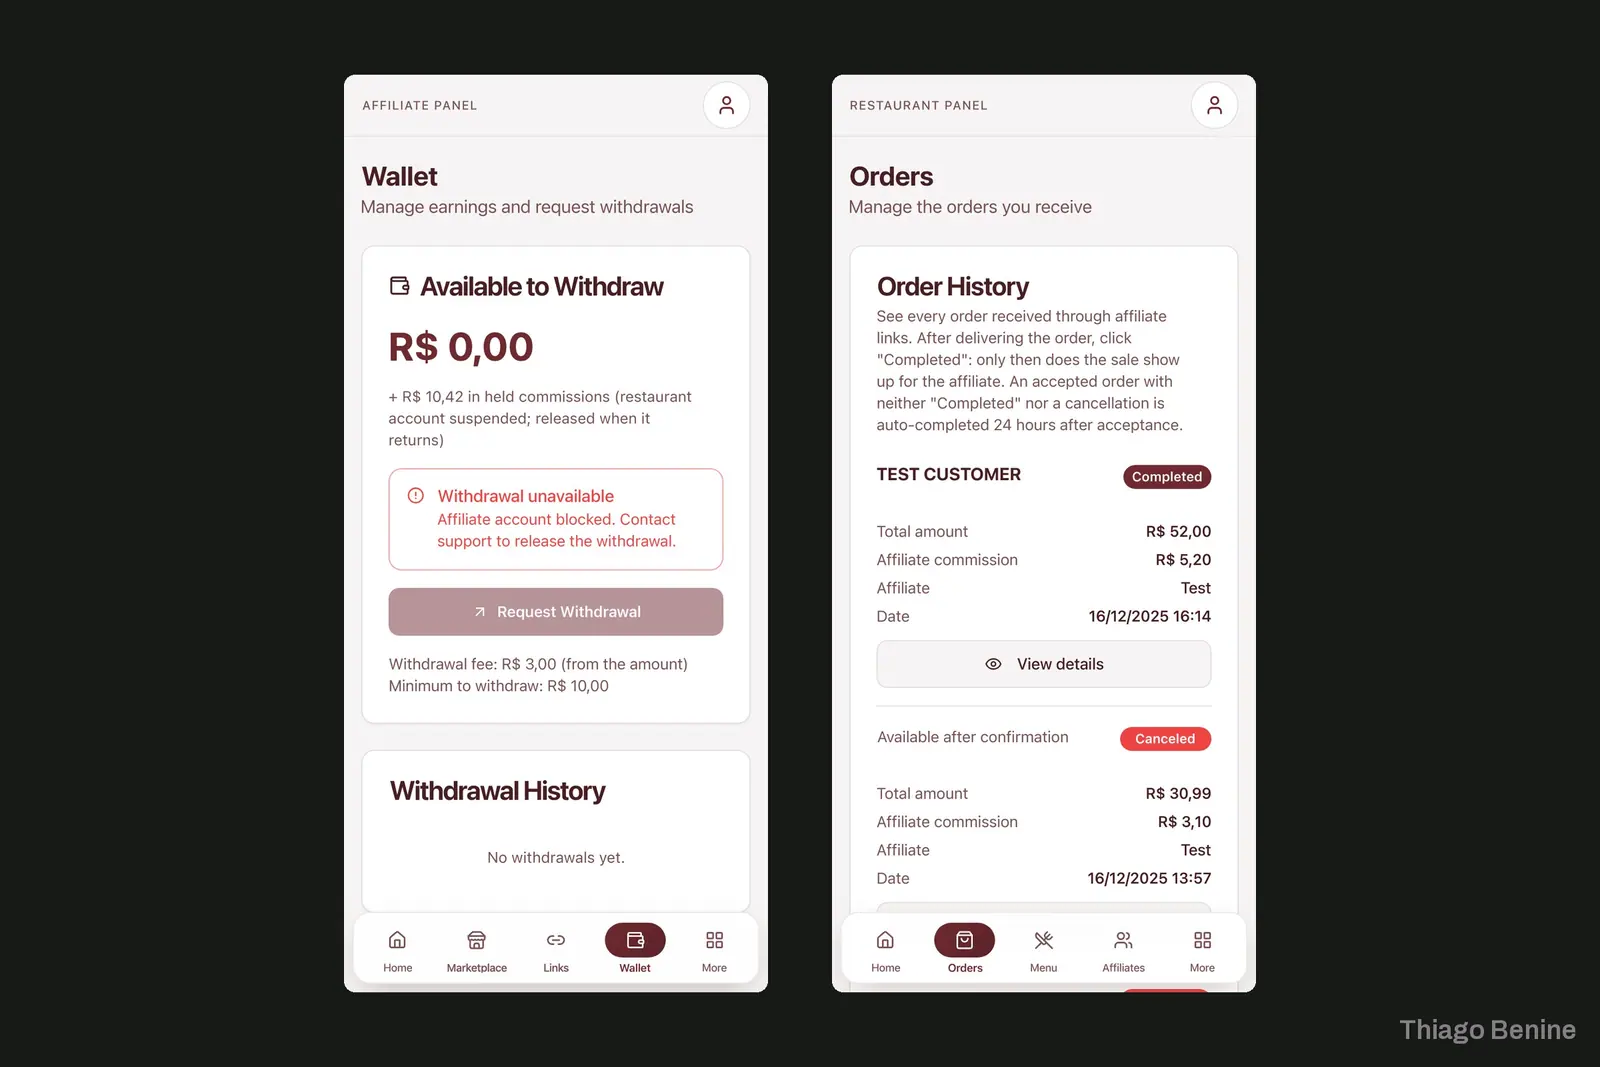 AFFILIATE PANEL
Wallet
Manage earnings and request withdrawals
Available to Withdraw
R$ 0,00
+ R$ 10,42 in held commissions (restaurant
account suspended; released when it
returns)
Withdrawal unavailable
Affiliate account blocked. Contact
support to release the withdrawal.
Request Withdrawal
Withdrawal fee: R$ 3,00 (from the amount)
Minimum to withdraw: R$ 10,00
Withdrawal History
No withdrawals yet.
Home Marketplace Links Wallet More
RESTAURANT PANEL
Orders
Manage the orders you receive
Order History
See every order received through affiliate
links. After delivering the order, click
"Completed": only then does the sale show
up for the affiliate. An accepted order with
neither "Completed" nor a cancellation is
auto-completed 24 hours after acceptance.
TEST CUSTOMER Completed
Total amount R$ 52,00
Affiliate commission R$ 5,20
Affiliate Test
Date 16/12/2025 16:14
View details
Available after confirmation Canceled
Total amount R$ 30,99
Affiliate commission R$ 3,10
Affiliate Test
Date 16/12/2025 13:57
Home Orders Menu Affiliates More
Thiago Benine